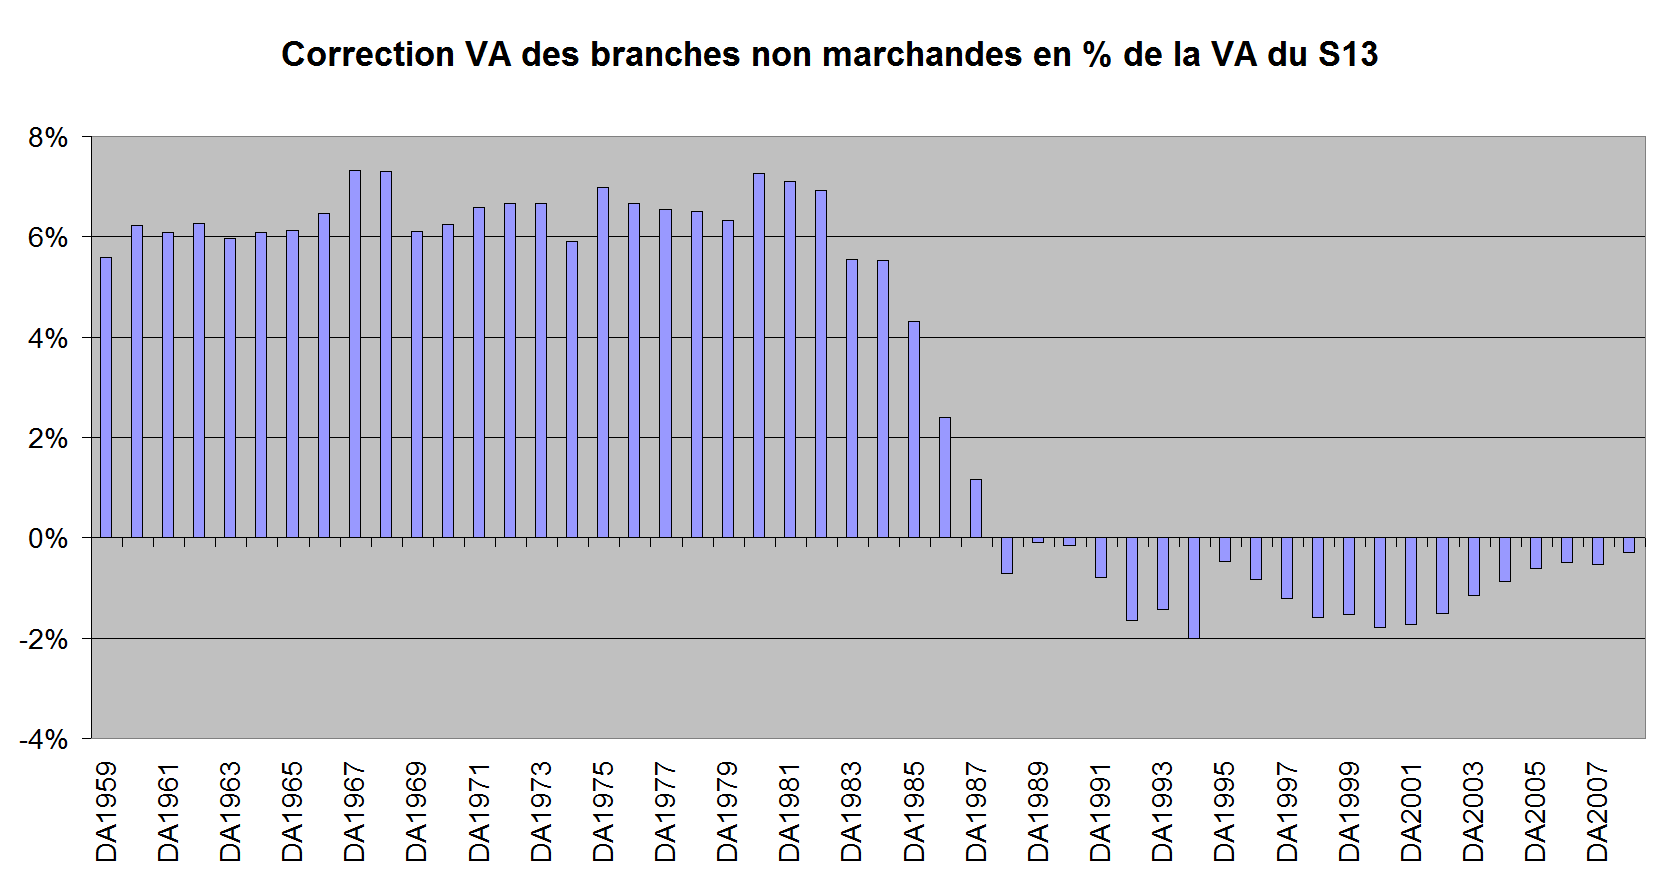 Correction VA des branches non marchandes en % de la VA du S13
8%
6%
4%
2%
0%
-2%
-4%
DA1959
DA1961
DA1963
DA1965
DA1967
DA1969
DA1971
DA1973
DA1975
DA1977
DA1979
DA1981
DA1983
DA1985
DA1987
DA1989
DA1991
DA1993
DA1995
DA1997
DA1999
DA2001
DA2003
DA2005
DA2007